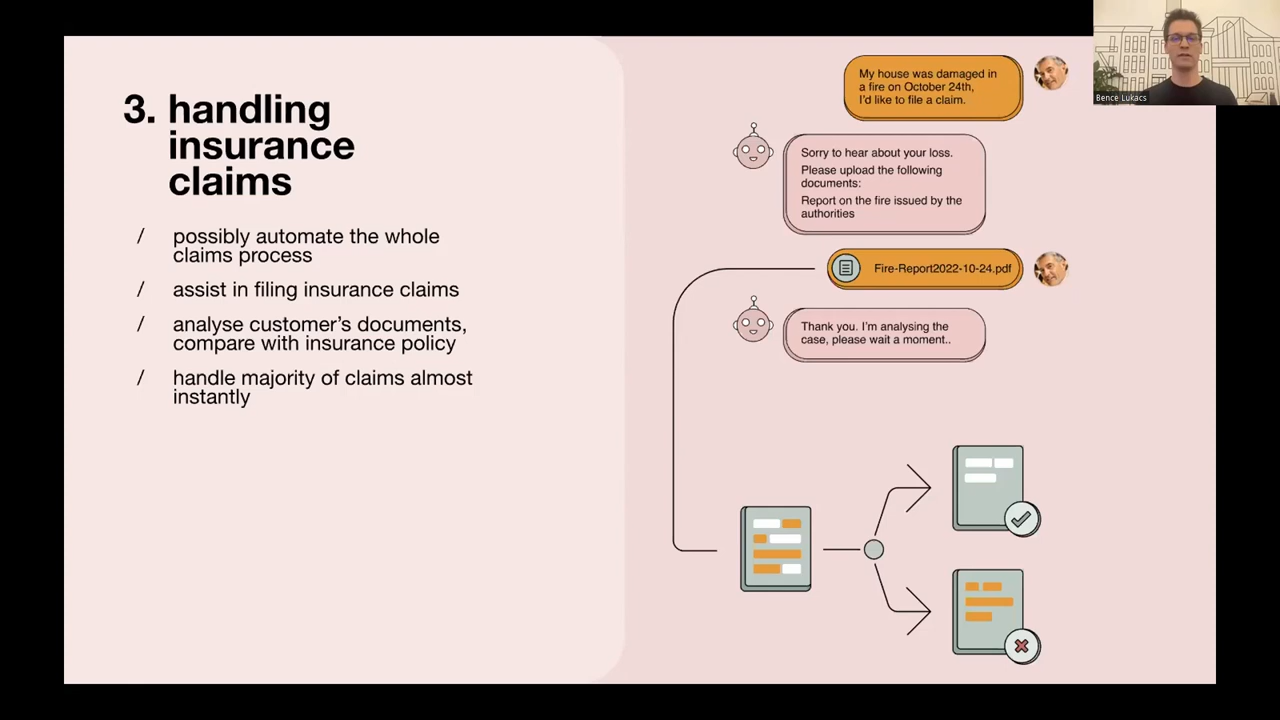 3. handling
insurance
claims
/ possibly automate the whole
claims process
/ assist in filing insurance claims
/ analyse customer’s documents,
compare with insurance policy
/ handle majority of claims almost
instantly
My house was damaged in
a fire on October 24th,
I’d like to file a claim.
Sorry to hear about your loss.
Please upload the following
documents:
Report on the fire issued by the
authorities
Fire-Report2022-10-24.pdf
Thank you. I’m analysing the
case, please wait a moment..
Bence Lukacs